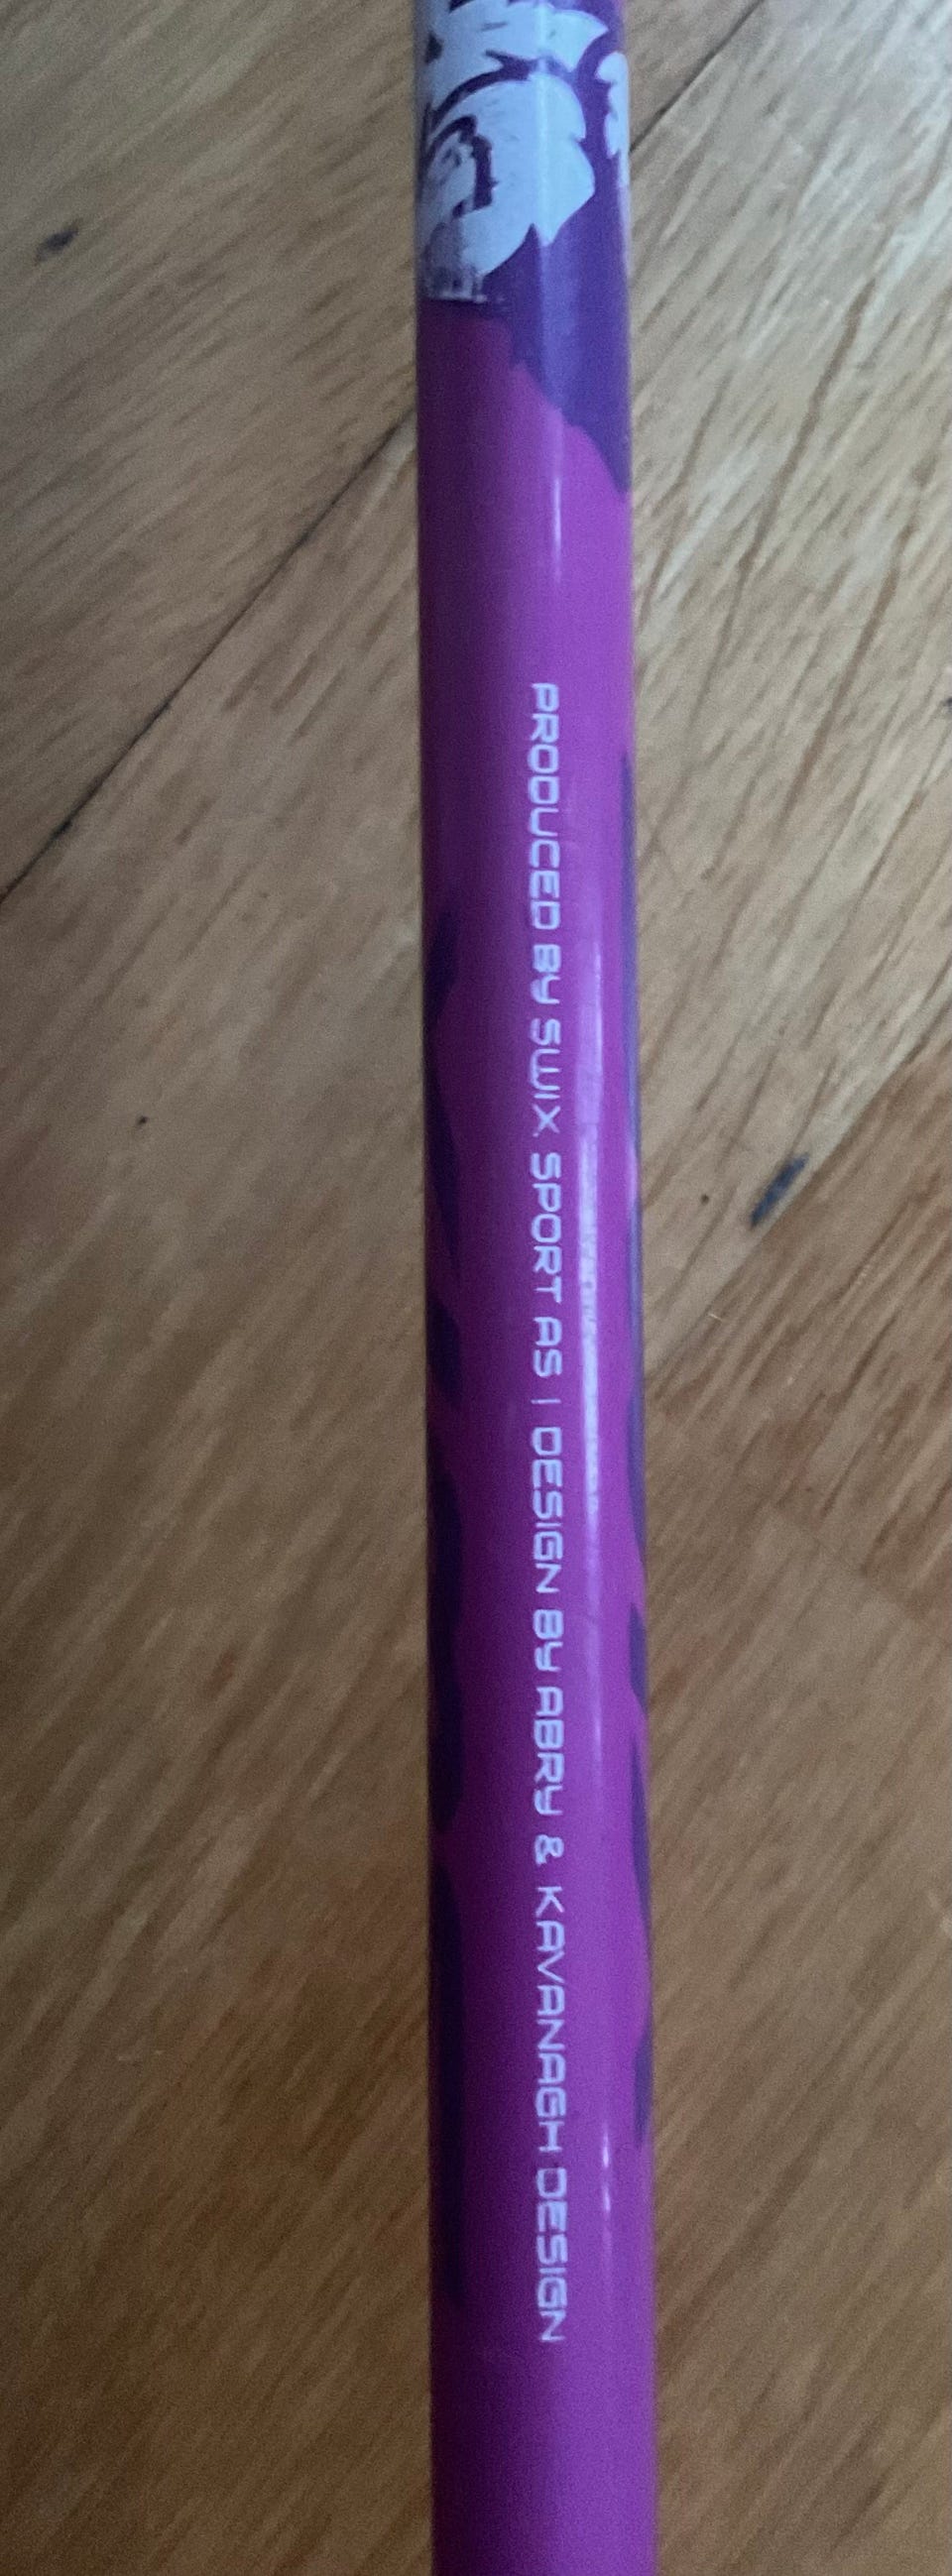 PRODUCED BY SWIX SPORT AS | DESIGN BY ABRY & KAVANAGH DESIGN